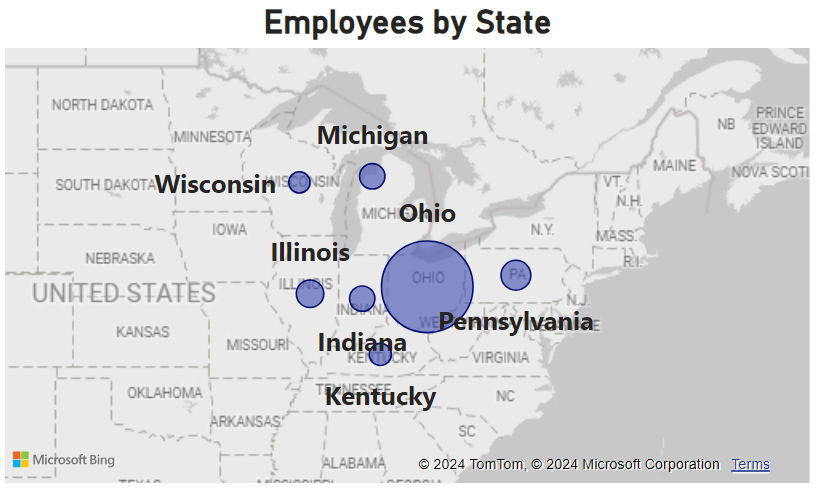 Employees by State
NORTH DAKOTA
MINNESOTA
Michigan
NB
PRINCE
EDWARD
ISLAND
MAINE
NOVA SCOTI
SOUTH DAKOTA
Wisconsin
WISCONSIN
VT.
N.H.
MICHIGAN
Ohio
IOWA
N.Y.
MASS.
R.I.
NEBRASKA
Illinois
ILLINOIS
OHIO
PA
UNITED STATES
INDIANA
N.J.
KANSAS
MISSOURI
Indiana
Pennsylvania
KENTUCKY
VIRGINIA
OKLAHOMA
TENNESSEE
Kentucky
NC
ARKANSAS
SC
Microsoft Bing
ALABAMA
© 2024 TomTom, © 2024 Microsoft Corporation Terms